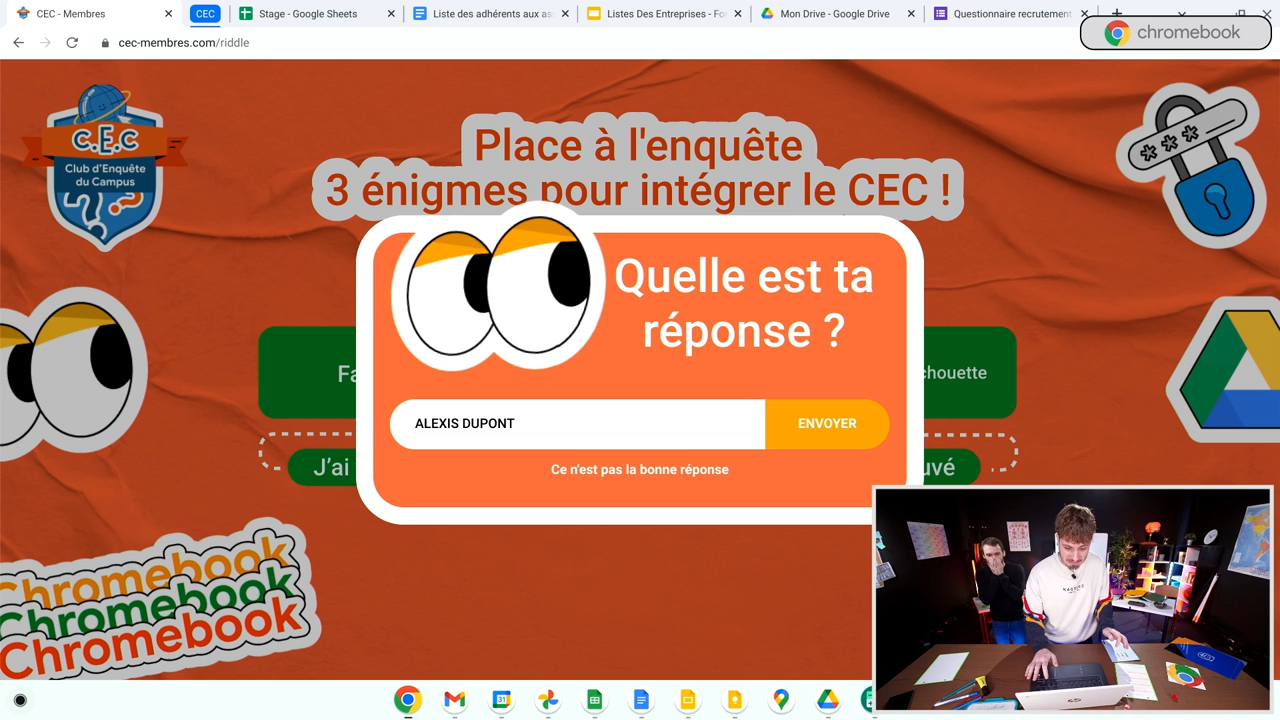 CEC - Membres
CEC
Stage - Google Sheets
Liste des adhérents aux as
Listes Des Entreprises - Fo
Mon Drive - Google Drive
Questionnaire recrutement
cec-membres.com/riddle
chromebook
C.E.C
Club d'Enquête
du Campus
Place à l'enquête
3 énigmes pour intégrer le CEC !
***
Quelle est ta
réponse ?
Fa
chouette
ALEXIS DUPONT
ENVOYER
Ce n'est pas la bonne réponse
J'ai
uvé
Chromebook
Chromebook
Chromebook
31